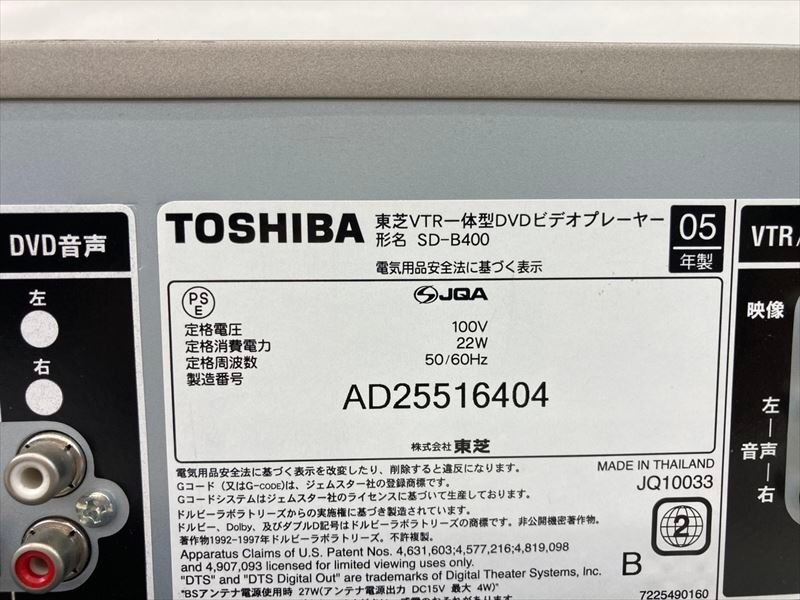 DVD音声
左
右
TOSHIBA
東芝VTR一体型DVDビデオプレーヤー
形名 SD-B400
05
年製
電気用品安全法に基づく表示
PS
E
JQA
定格電圧 100V
定格消費電力 22W
定格周波数 50/60Hz
製造番号
AD25516404
株式会社 東芝
電気用品安全法に基づく表示を改変したり、削除すると違反になります。
Gコード（又はG-CODE）は、ジェムスター社の登録商標です。
Gコードシステムはジェムスター社のライセンスに基づいて生産しております。
ドルビーラボラトリーズからの実施権に基づき製造されています。
ドルビー、Dolby、及びダブルD記号はドルビーラボラトリーズの商標です。非公開機密著作物。
著作物1992-1997年ドルビーラボラトリーズ。不許複製。
Apparatus Claims of U.S. Patent Nos. 4,631,603;4,577,216;4,819,098
and 4,907,093 licensed for limited viewing uses only.
"DTS" and "DTS Digital Out" are trademarks of Digital Theater Systems, Inc.
"BSアンテナ電源使用時 27W(アンテナ電源出力 DC15V 最大 4W)"
MADE IN THAILAND
JQ10033
2
B
7225490160
VTR/
映像
左
音声
右